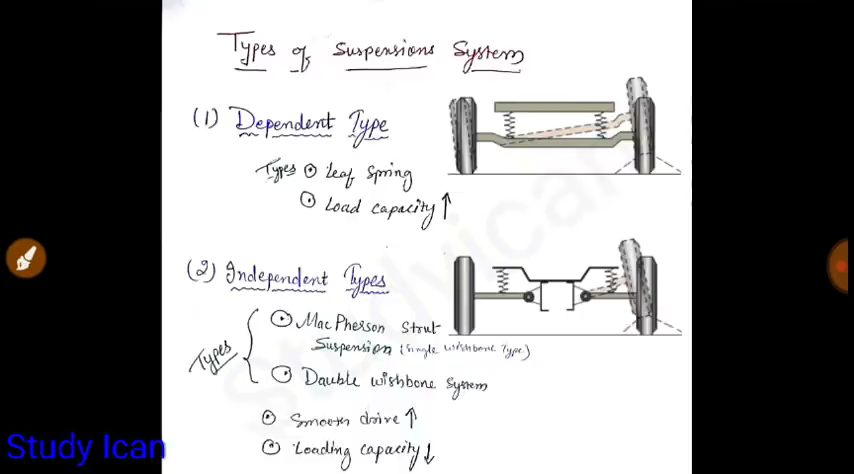 Types of Suspensions System
(1) Dependent Type
Types ⊙ Leaf spring
⊙ Load capacity ↑
(2) Independent Types
Types { ⊙ MacPherson Strut
Suspension (single wishbone Type)
⊙ Double wishbone system
⊙ Smooth drive ↑
⊙ Loading capacity ↓
Study Ican
studyican